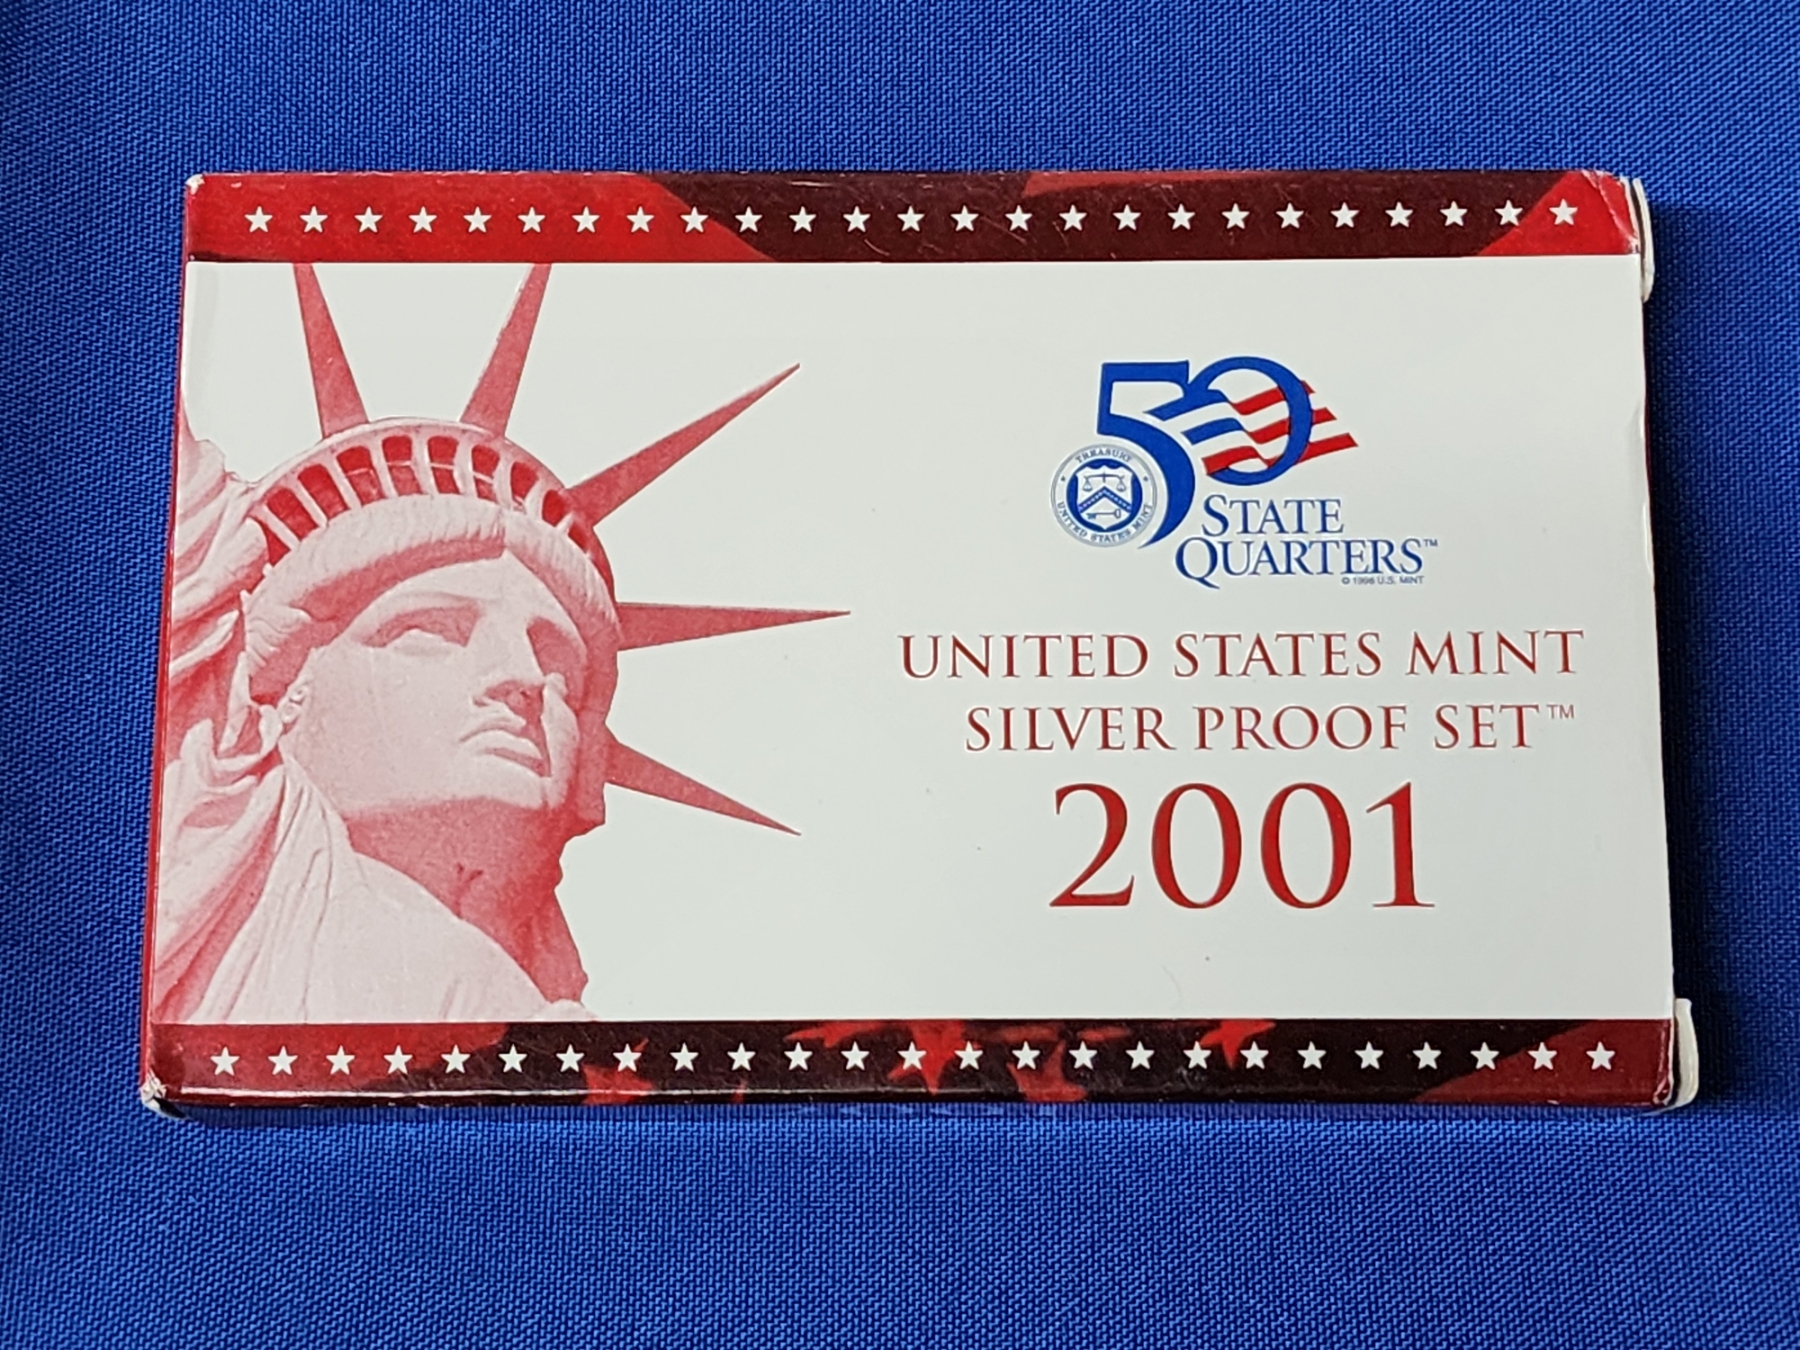 50
TREASURY
UNITED STATES MINT
STATE
QUARTERS™
© 1998 U.S. MINT
UNITED STATES MINT
SILVER PROOF SET™
2001